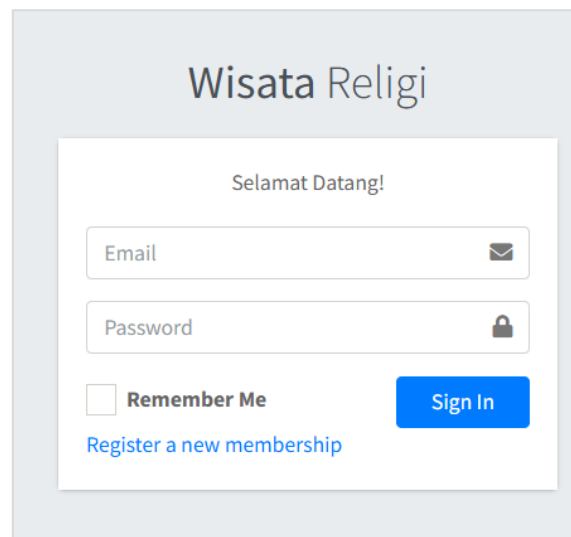 Wisata Religi
Selamat Datang!
Email
Password
Remember Me
Sign In
Register a new membership